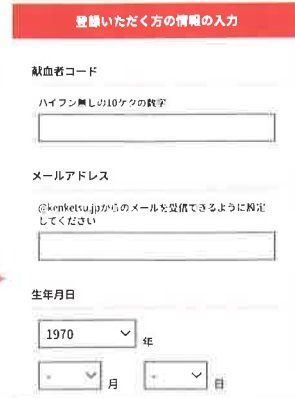 登録いただく方の情報の入力
献血者コード
ハイフン無しの10ケタの数字
メールアドレス
@kenketsu.jpからのメールを受信できるように設定
してください
生年月日
1970 年
- 月 - 日